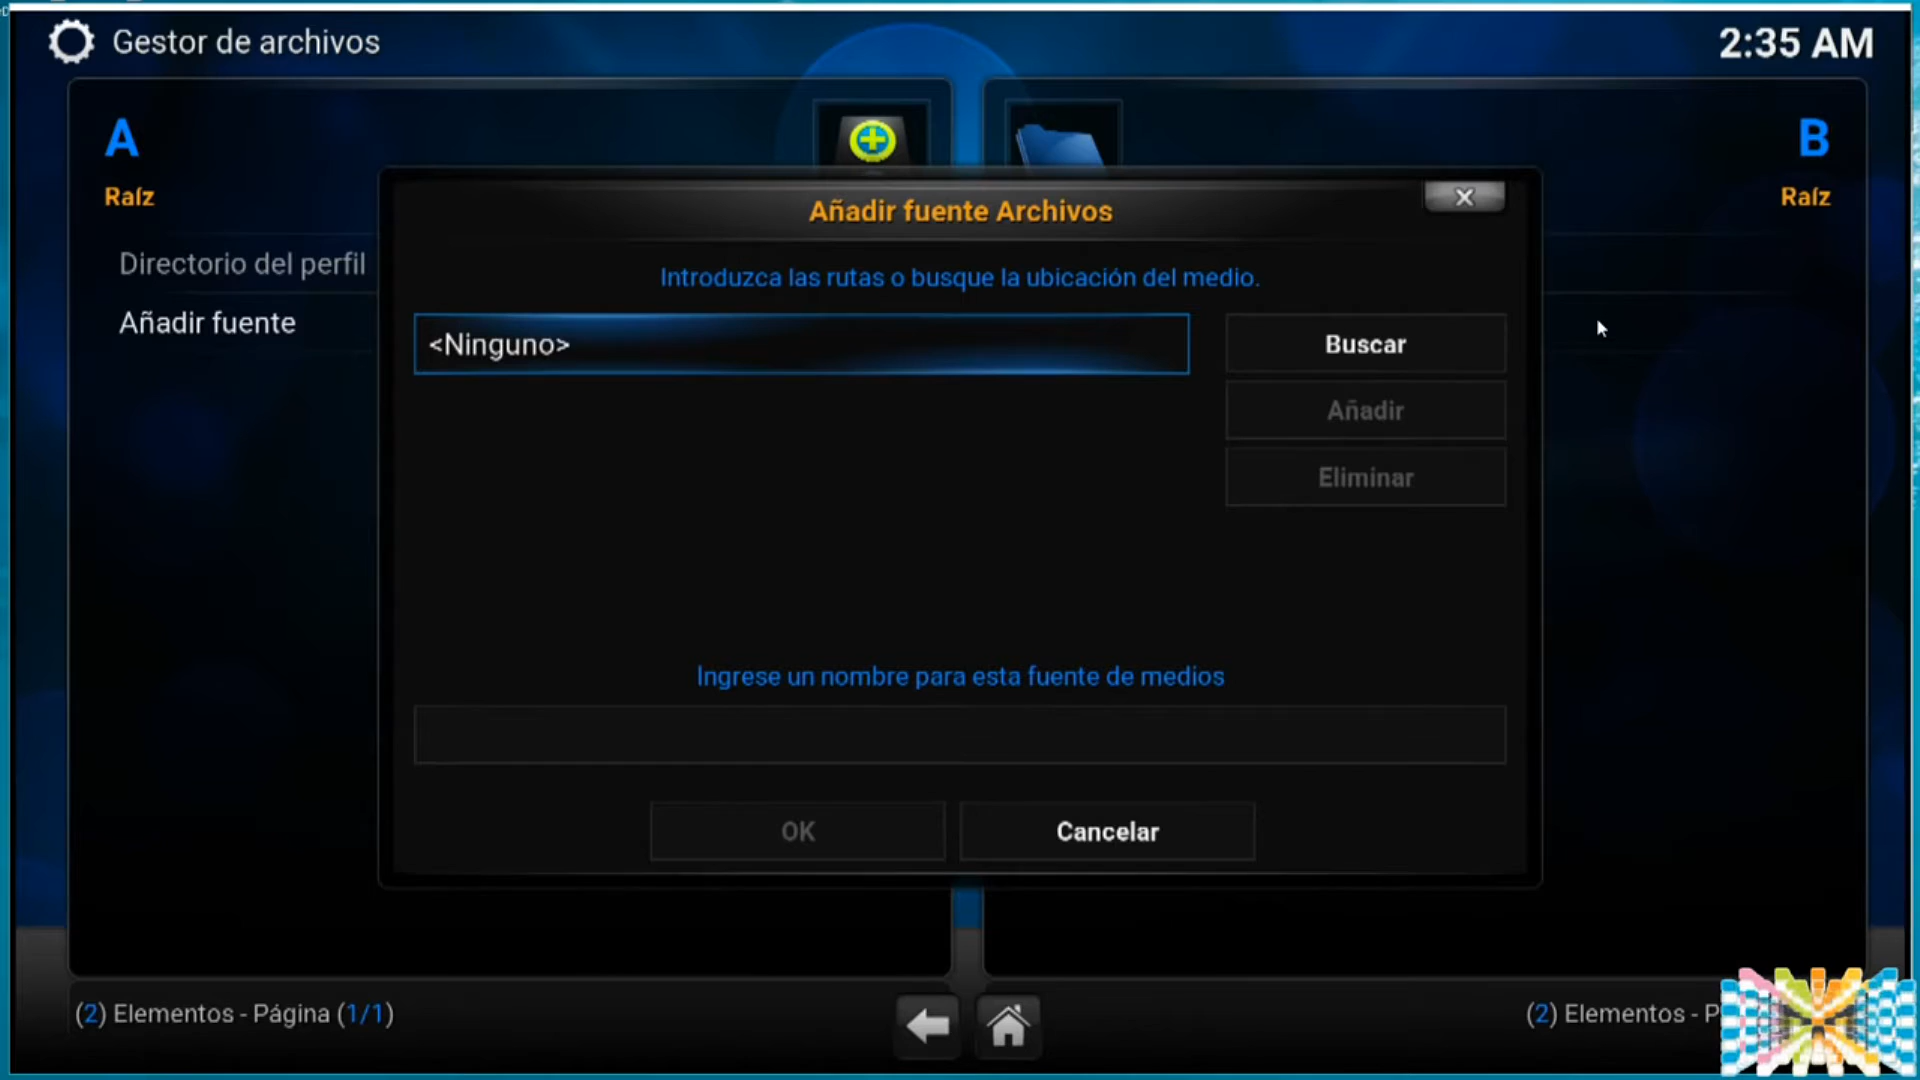 Gestor de archivos
2:35 AM
A
B
Raíz
Raíz
Directorio del perfil
Añadir fuente
Añadir fuente Archivos
Introduzca las rutas o busque la ubicación del medio.
<Ninguno>
Buscar
Añadir
Eliminar
Ingrese un nombre para esta fuente de medios
OK
Cancelar
(2) Elementos - Página (1/1)
(2) Elementos - P